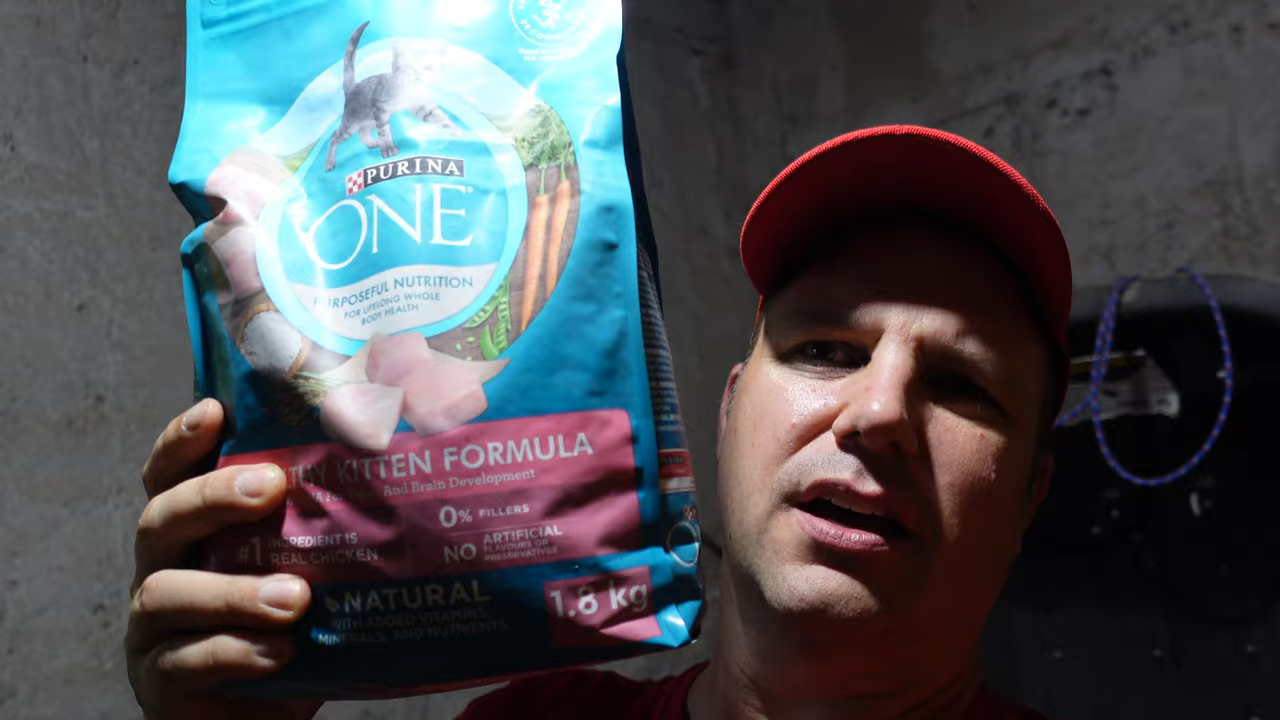 PURINA
ONE®
PURPOSEFUL NUTRITION
FOR LIFELONG WHOLE
BODY HEALTH
THY KITTEN FORMULA
And Brain Development
0% FILLERS
#1 INGREDIENT IS
REAL CHICKEN
NO ARTIFICIAL
FLAVOURS OR
PRESERVATIVES
NATURAL
WITH ADDED VITAMINS,
MINERALS, AND NUTRIENTS
1.8 kg